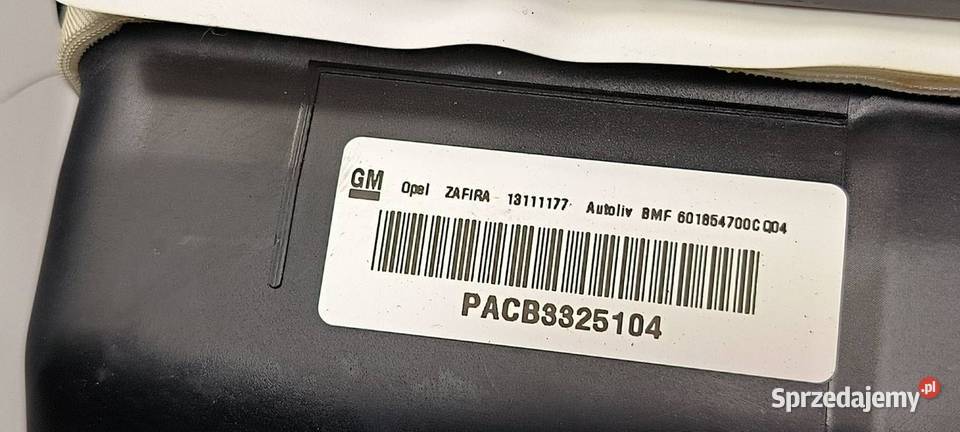 GM Opel ZAFIRA 13111177 Autoliv BMF 601854700C Q04
PACB3325104
Sprzedajemy.pl